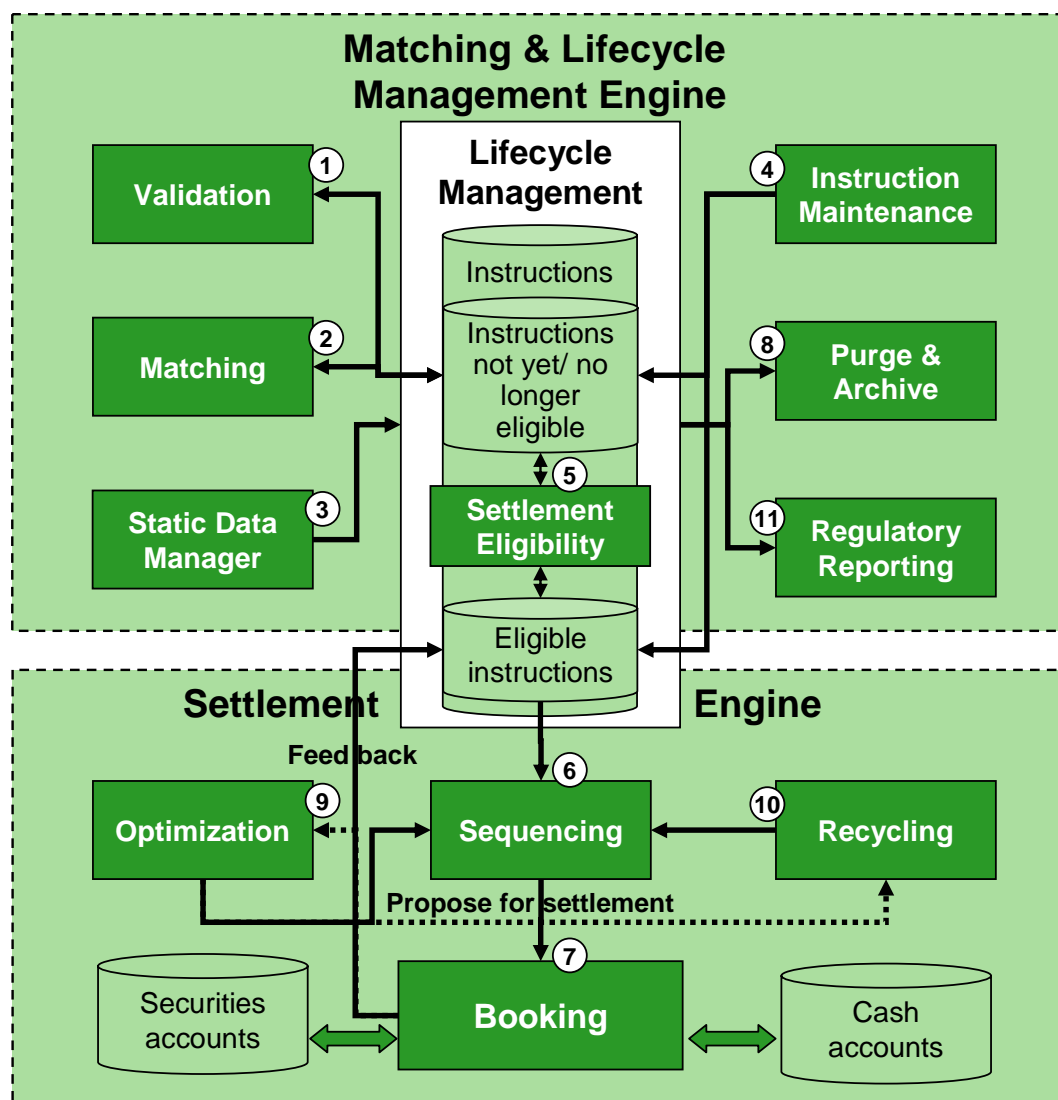 Matching & Lifecycle
Management Engine
Lifecycle
Management
1
Validation
4
Instruction
Maintenance
Instructions
2
Matching
Instructions
not yet/ no
longer
eligible
8
Purge &
Archive
3
Static Data
Manager
5
Settlement
Eligibility
11
Regulatory
Reporting
Eligible
instructions
Settlement Engine
Feed back
9
Optimization
6
Sequencing
10
Recycling
Propose for settlement
7
Booking
Securities
accounts
Cash
accounts